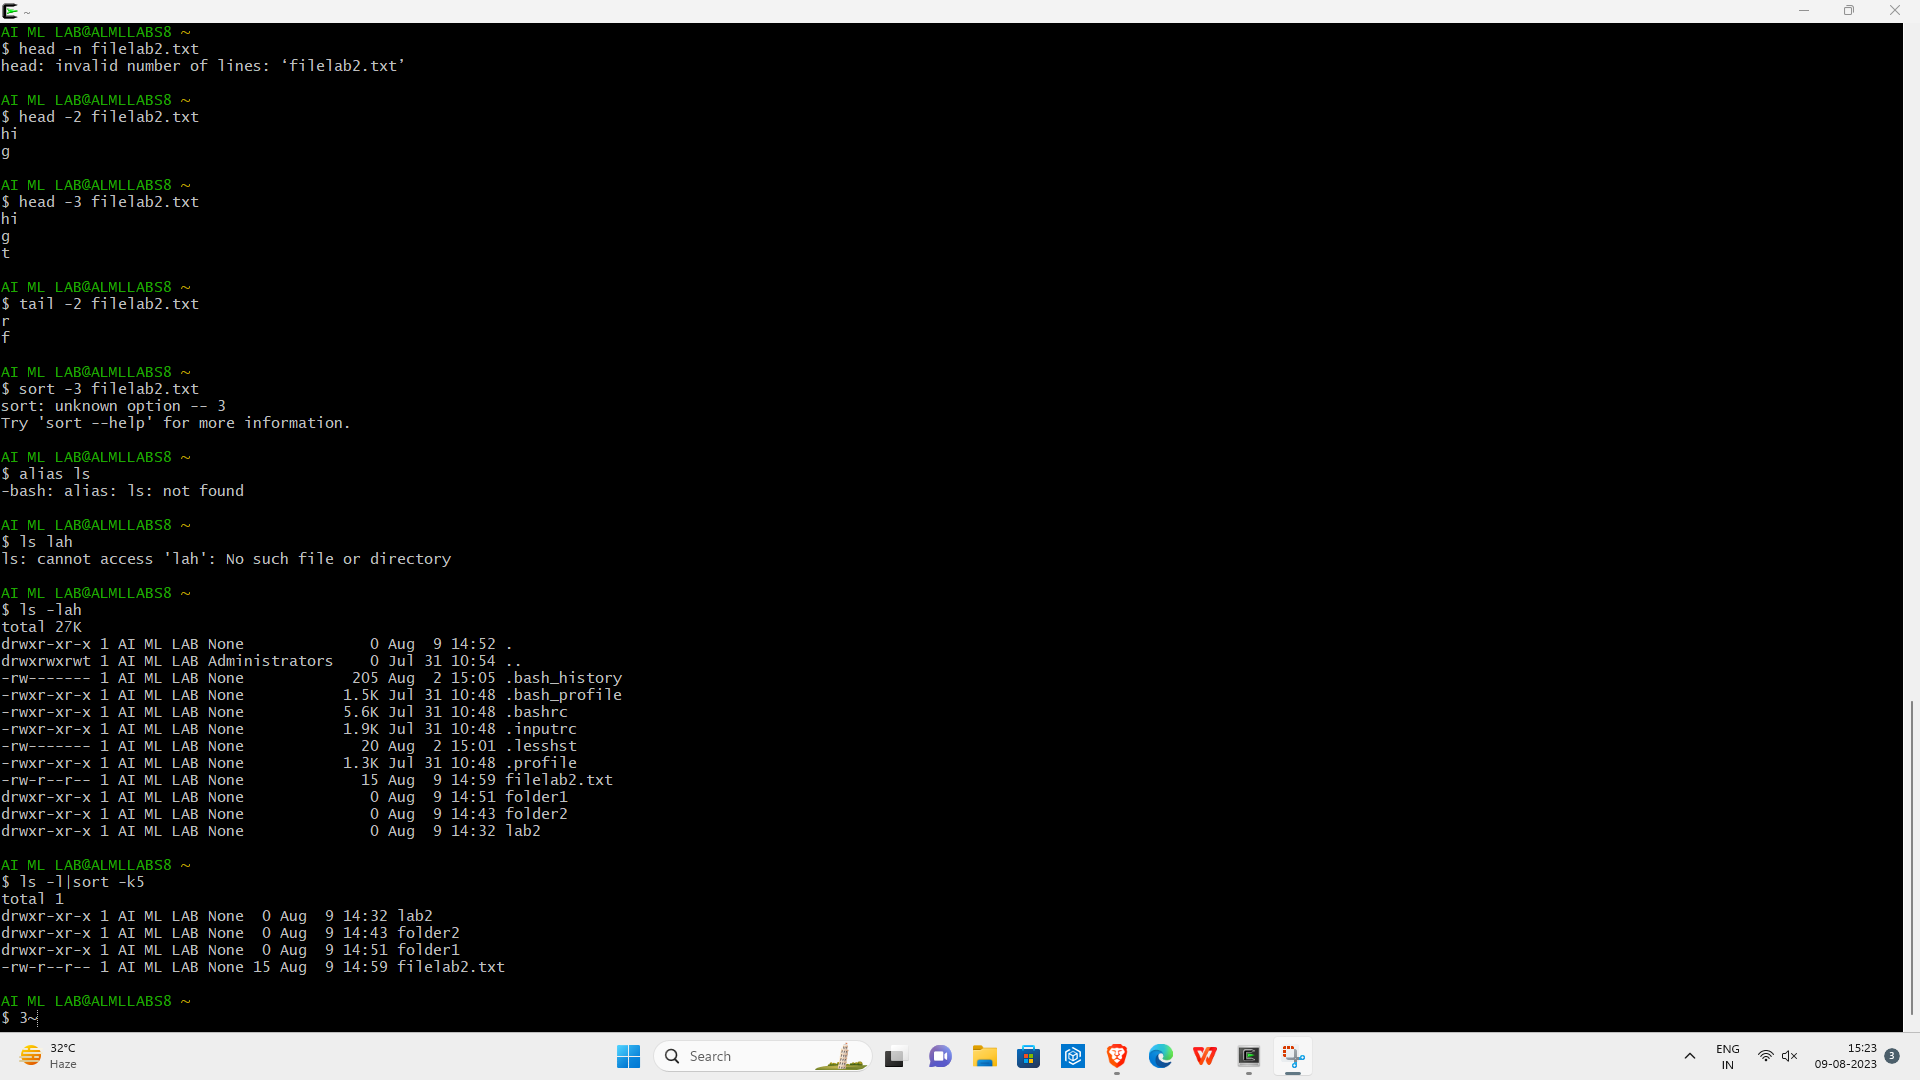 ~
AI ML LAB@ALMLLABS8 ~
$ head -n filelab2.txt
head: invalid number of lines: ‘filelab2.txt’
AI ML LAB@ALMLLABS8 ~
$ head -2 filelab2.txt
hi
g
AI ML LAB@ALMLLABS8 ~
$ head -3 filelab2.txt
hi
g
t
AI ML LAB@ALMLLABS8 ~
$ tail -2 filelab2.txt
r
f
AI ML LAB@ALMLLABS8 ~
$ sort -3 filelab2.txt
sort: unknown option -- 3
Try 'sort --help' for more information.
AI ML LAB@ALMLLABS8 ~
$ alias ls
-bash: alias: ls: not found
AI ML LAB@ALMLLABS8 ~
$ ls lah
ls: cannot access 'lah': No such file or directory
AI ML LAB@ALMLLABS8 ~
$ ls -lah
total 27K
drwxr-xr-x 1 AI ML LAB None              0 Aug  9 14:52 .
drwxrwxrwt 1 AI ML LAB Administrators    0 Jul 31 10:54 ..
-rw------- 1 AI ML LAB None            205 Aug  2 15:05 .bash_history
-rwxr-xr-x 1 AI ML LAB None           1.5K Jul 31 10:48 .bash_profile
-rwxr-xr-x 1 AI ML LAB None           5.6K Jul 31 10:48 .bashrc
-rwxr-xr-x 1 AI ML LAB None           1.9K Jul 31 10:48 .inputrc
-rw------- 1 AI ML LAB None             20 Aug  2 15:01 .lesshst
-rwxr-xr-x 1 AI ML LAB None           1.3K Jul 31 10:48 .profile
-rw-r--r-- 1 AI ML LAB None             15 Aug  9 14:59 filelab2.txt
drwxr-xr-x 1 AI ML LAB None              0 Aug  9 14:51 folder1
drwxr-xr-x 1 AI ML LAB None              0 Aug  9 14:43 folder2
drwxr-xr-x 1 AI ML LAB None              0 Aug  9 14:32 lab2
AI ML LAB@ALMLLABS8 ~
$ ls -l|sort -k5
total 1
drwxr-xr-x 1 AI ML LAB None  0 Aug  9 14:32 lab2
drwxr-xr-x 1 AI ML LAB None  0 Aug  9 14:43 folder2
drwxr-xr-x 1 AI ML LAB None  0 Aug  9 14:51 folder1
-rw-r--r-- 1 AI ML LAB None 15 Aug  9 14:59 filelab2.txt
AI ML LAB@ALMLLABS8 ~
$ 3~
32°C
Haze
Search
ENG
IN
15:23
09-08-2023
3